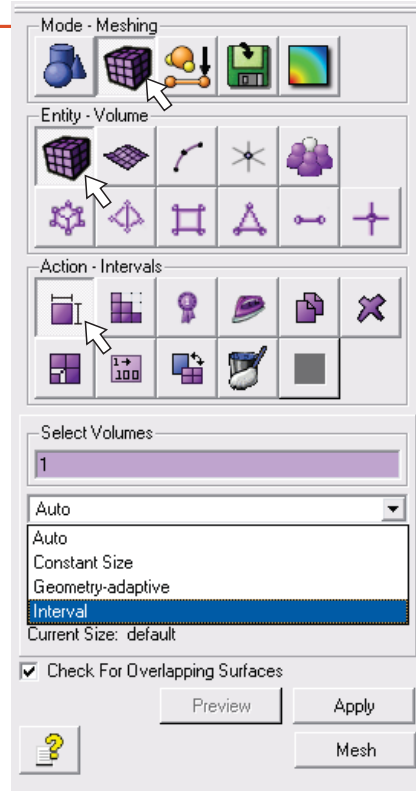 Mode - Meshing
Entity - Volume
Action - Intervals
1→
100
Select Volumes
1
Auto
Auto
Constant Size
Geometry-adaptive
Interval
Current Size: default
Check For Overlapping Surfaces
Preview Apply
? Mesh